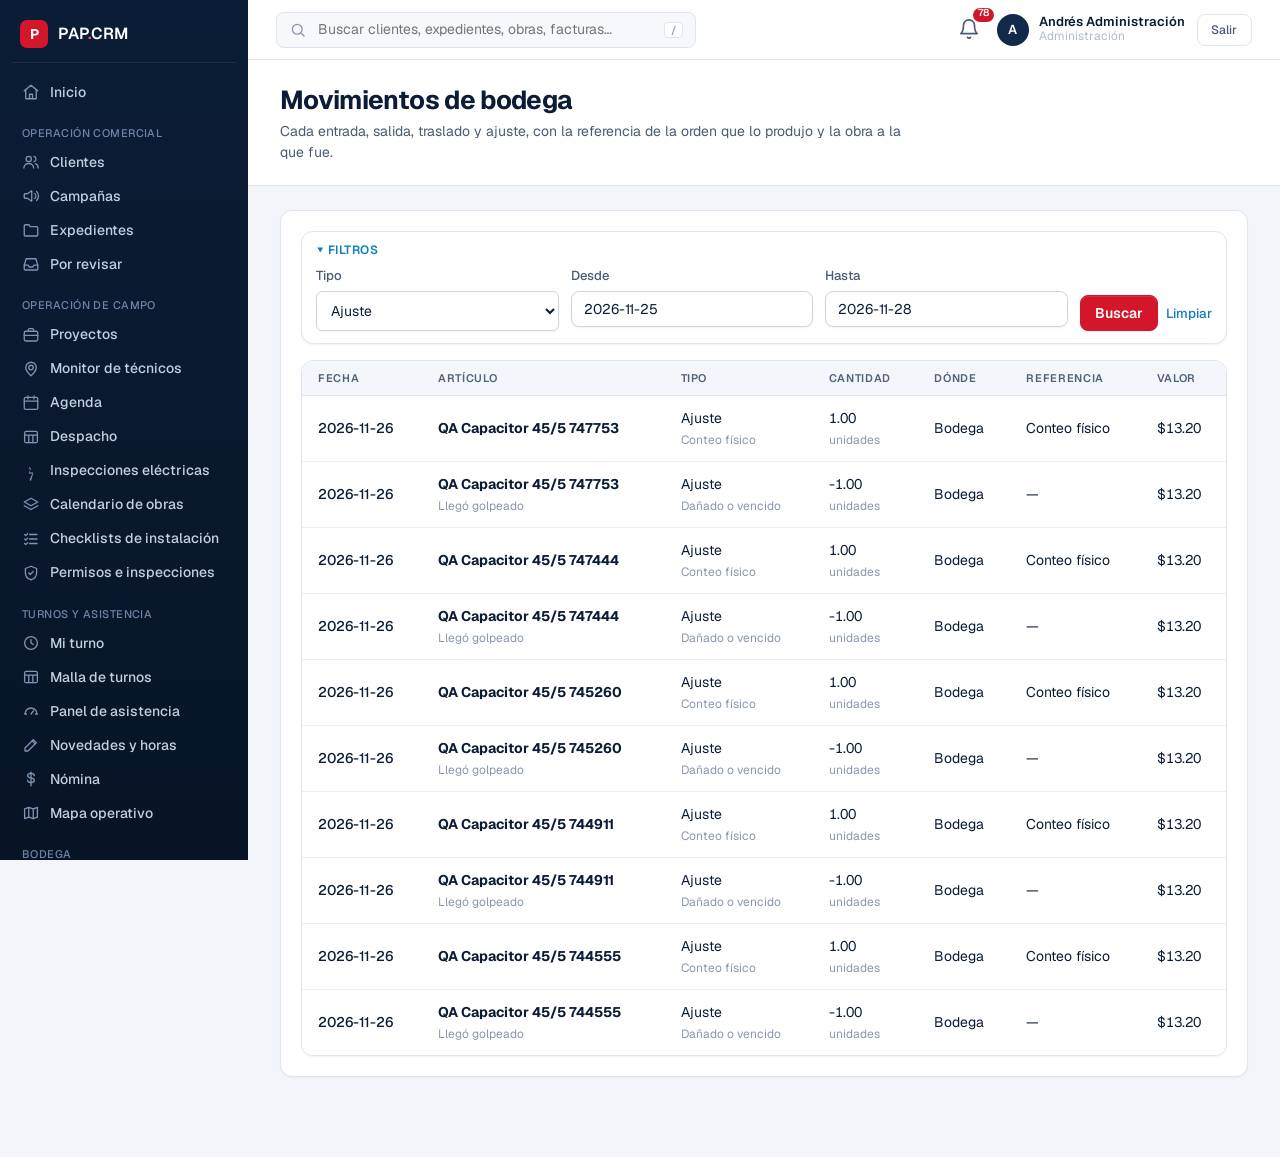 P PAP.CRM
Buscar clientes, expedientes, obras, facturas... /
78
A
Andrés Administración
Administración
Salir
Inicio
OPERACIÓN COMERCIAL
Clientes
Campañas
Expedientes
Por revisar
OPERACIÓN DE CAMPO
Proyectos
Monitor de técnicos
Agenda
Despacho
Inspecciones eléctricas
Calendario de obras
Checklists de instalación
Permisos e inspecciones
TURNOS Y ASISTENCIA
Mi turno
Malla de turnos
Panel de asistencia
Novedades y horas
Nómina
Mapa operativo
BODEGA
Movimientos de bodega
Cada entrada, salida, traslado y ajuste, con la referencia de la orden que lo produjo y la obra a la
que fue.
FILTROS
Tipo Desde Hasta
Ajuste 2026-11-25 2026-11-28 Buscar Limpiar
FECHA ARTÍCULO TIPO CANTIDAD DÓNDE REFERENCIA VALOR
2026-11-26 QA Capacitor 45/5 747753 Ajuste 1.00 Bodega Conteo físico $13.20
Conteo físico unidades
2026-11-26 QA Capacitor 45/5 747753 Ajuste -1.00 Bodega — $13.20
Llegó golpeado Dañado o vencido unidades
2026-11-26 QA Capacitor 45/5 747444 Ajuste 1.00 Bodega Conteo físico $13.20
Conteo físico unidades
2026-11-26 QA Capacitor 45/5 747444 Ajuste -1.00 Bodega — $13.20
Llegó golpeado Dañado o vencido unidades
2026-11-26 QA Capacitor 45/5 745260 Ajuste 1.00 Bodega Conteo físico $13.20
Conteo físico unidades
2026-11-26 QA Capacitor 45/5 745260 Ajuste -1.00 Bodega — $13.20
Llegó golpeado Dañado o vencido unidades
2026-11-26 QA Capacitor 45/5 744911 Ajuste 1.00 Bodega Conteo físico $13.20
Conteo físico unidades
2026-11-26 QA Capacitor 45/5 744911 Ajuste -1.00 Bodega — $13.20
Llegó golpeado Dañado o vencido unidades
2026-11-26 QA Capacitor 45/5 744555 Ajuste 1.00 Bodega Conteo físico $13.20
Conteo físico unidades
2026-11-26 QA Capacitor 45/5 744555 Ajuste -1.00 Bodega — $13.20
Llegó golpeado Dañado o vencido unidades